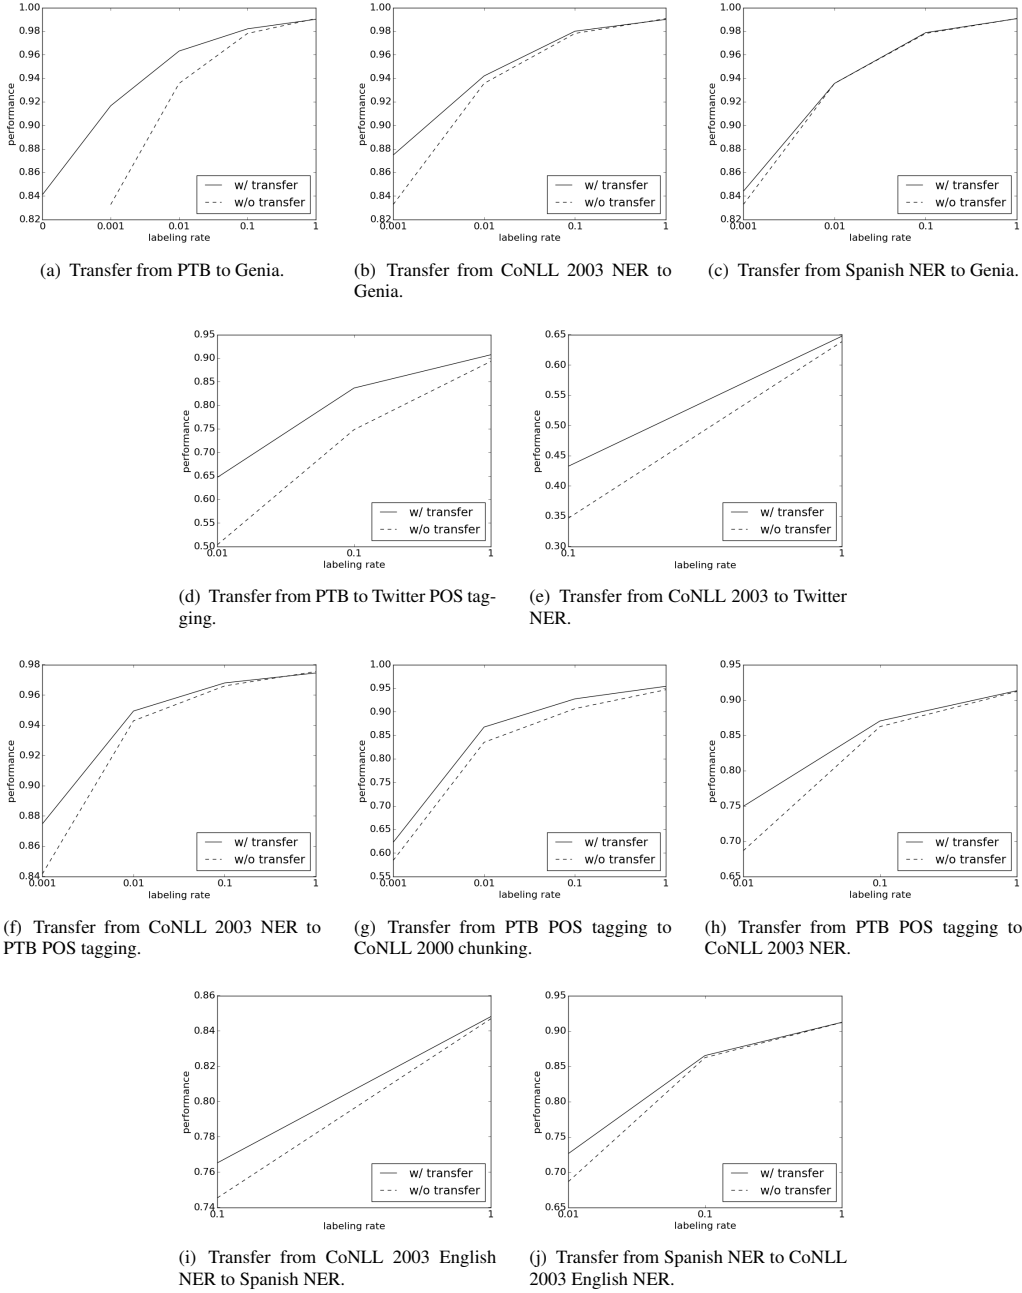 1.00
0.98
0.96
0.94
0.92
0.90
0.88
0.86
0.84
0.82
performance
w/ transfer
w/o transfer
0 0.001 0.01 0.1 1
labeling rate
(a) Transfer from PTB to Genia.
1.00
0.98
0.96
0.94
0.92
0.90
0.88
0.86
0.84
0.82
performance
w/ transfer
w/o transfer
0.001 0.01 0.1 1
labeling rate
(b) Transfer from CoNLL 2003 NER to
Genia.
1.00
0.98
0.96
0.94
0.92
0.90
0.88
0.86
0.84
0.82
performance
w/ transfer
w/o transfer
0.001 0.01 0.1 1
labeling rate
(c) Transfer from Spanish NER to Genia.
0.95
0.90
0.85
0.80
0.75
0.70
0.65
0.60
0.55
0.50
performance
w/ transfer
w/o transfer
0.01 0.1 1
labeling rate
(d) Transfer from PTB to Twitter POS tag-
ging.
0.65
0.60
0.55
0.50
0.45
0.40
0.35
0.30
performance
w/ transfer
w/o transfer
0.1 1
labeling rate
(e) Transfer from CoNLL 2003 to Twitter
NER.
0.98
0.96
0.94
0.92
0.90
0.88
0.86
0.84
performance
w/ transfer
w/o transfer
0.001 0.01 0.1 1
labeling rate
(f) Transfer from CoNLL 2003 NER to
PTB POS tagging.
1.00
0.95
0.90
0.85
0.80
0.75
0.70
0.65
0.60
0.55
performance
w/ transfer
w/o transfer
0.001 0.01 0.1 1
labeling rate
(g) Transfer from PTB POS tagging to
CoNLL 2000 chunking.
0.95
0.90
0.85
0.80
0.75
0.70
0.65
performance
w/ transfer
w/o transfer
0.01 0.1 1
labeling rate
(h) Transfer from PTB POS tagging to
CoNLL 2003 NER.
0.86
0.84
0.82
0.80
0.78
0.76
0.74
performance
w/ transfer
w/o transfer
0.1 1
labeling rate
(i) Transfer from CoNLL 2003 English
NER to Spanish NER.
0.95
0.90
0.85
0.80
0.75
0.70
0.65
performance
w/ transfer
w/o transfer
0.01 0.1 1
labeling rate
(j) Transfer from Spanish NER to CoNLL
2003 English NER.